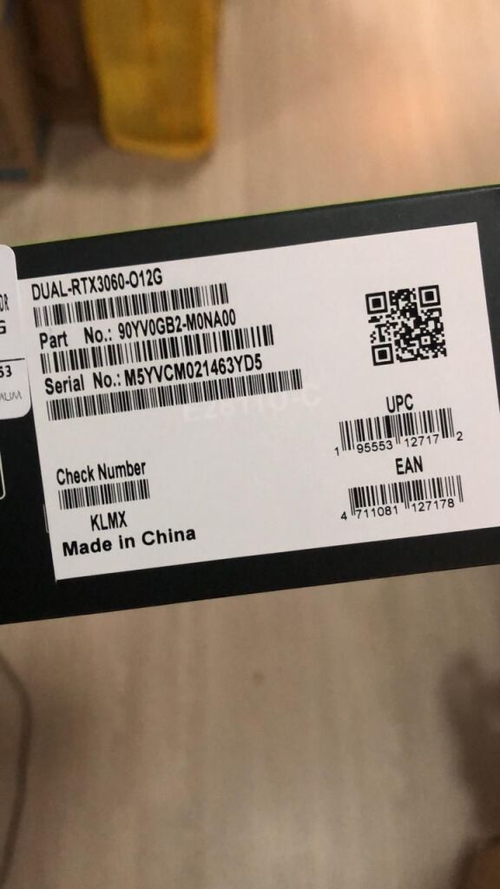 DUAL-RTX3060-O12G
Part No.: 90YV0GB2-M0NA00
Serial No.: M5YVCM021463YD5
UPC
1 95553 12717 2
Check Number
EAN
4 711081 127178
KLMX
Made in China
53